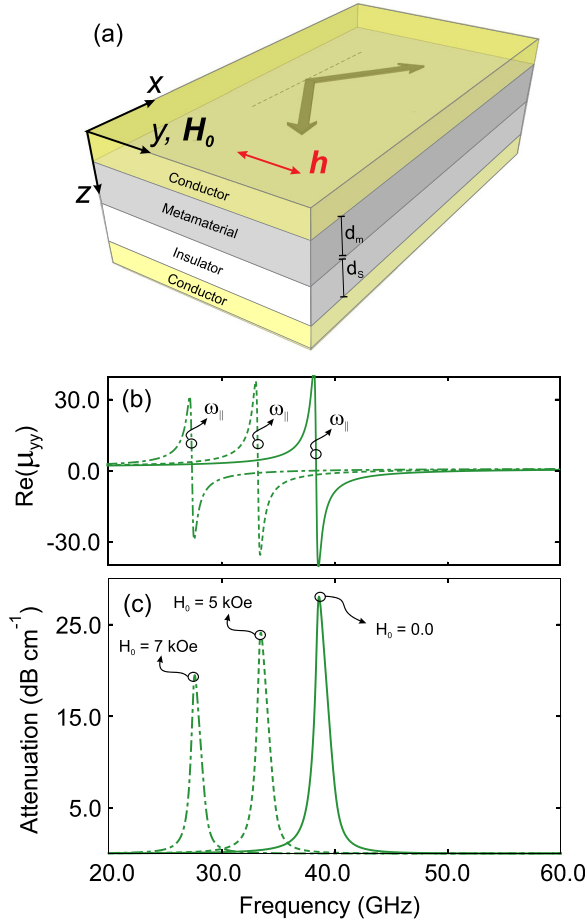 (a)
x
y, H₀
h
z
Conductor
Metamaterial
Insulator
Conductor
dₘ
dₛ
(b)
30.0
0.0
-30.0
Re(μyy)
ω||
ω||
ω||
(c)
H₀ = 5 kOe
H₀ = 7 kOe
H₀ = 0.0
25.0
15.0
5.0
Attenuation (dB cm⁻¹)
20.0 30.0 40.0 50.0 60.0
Frequency (GHz)